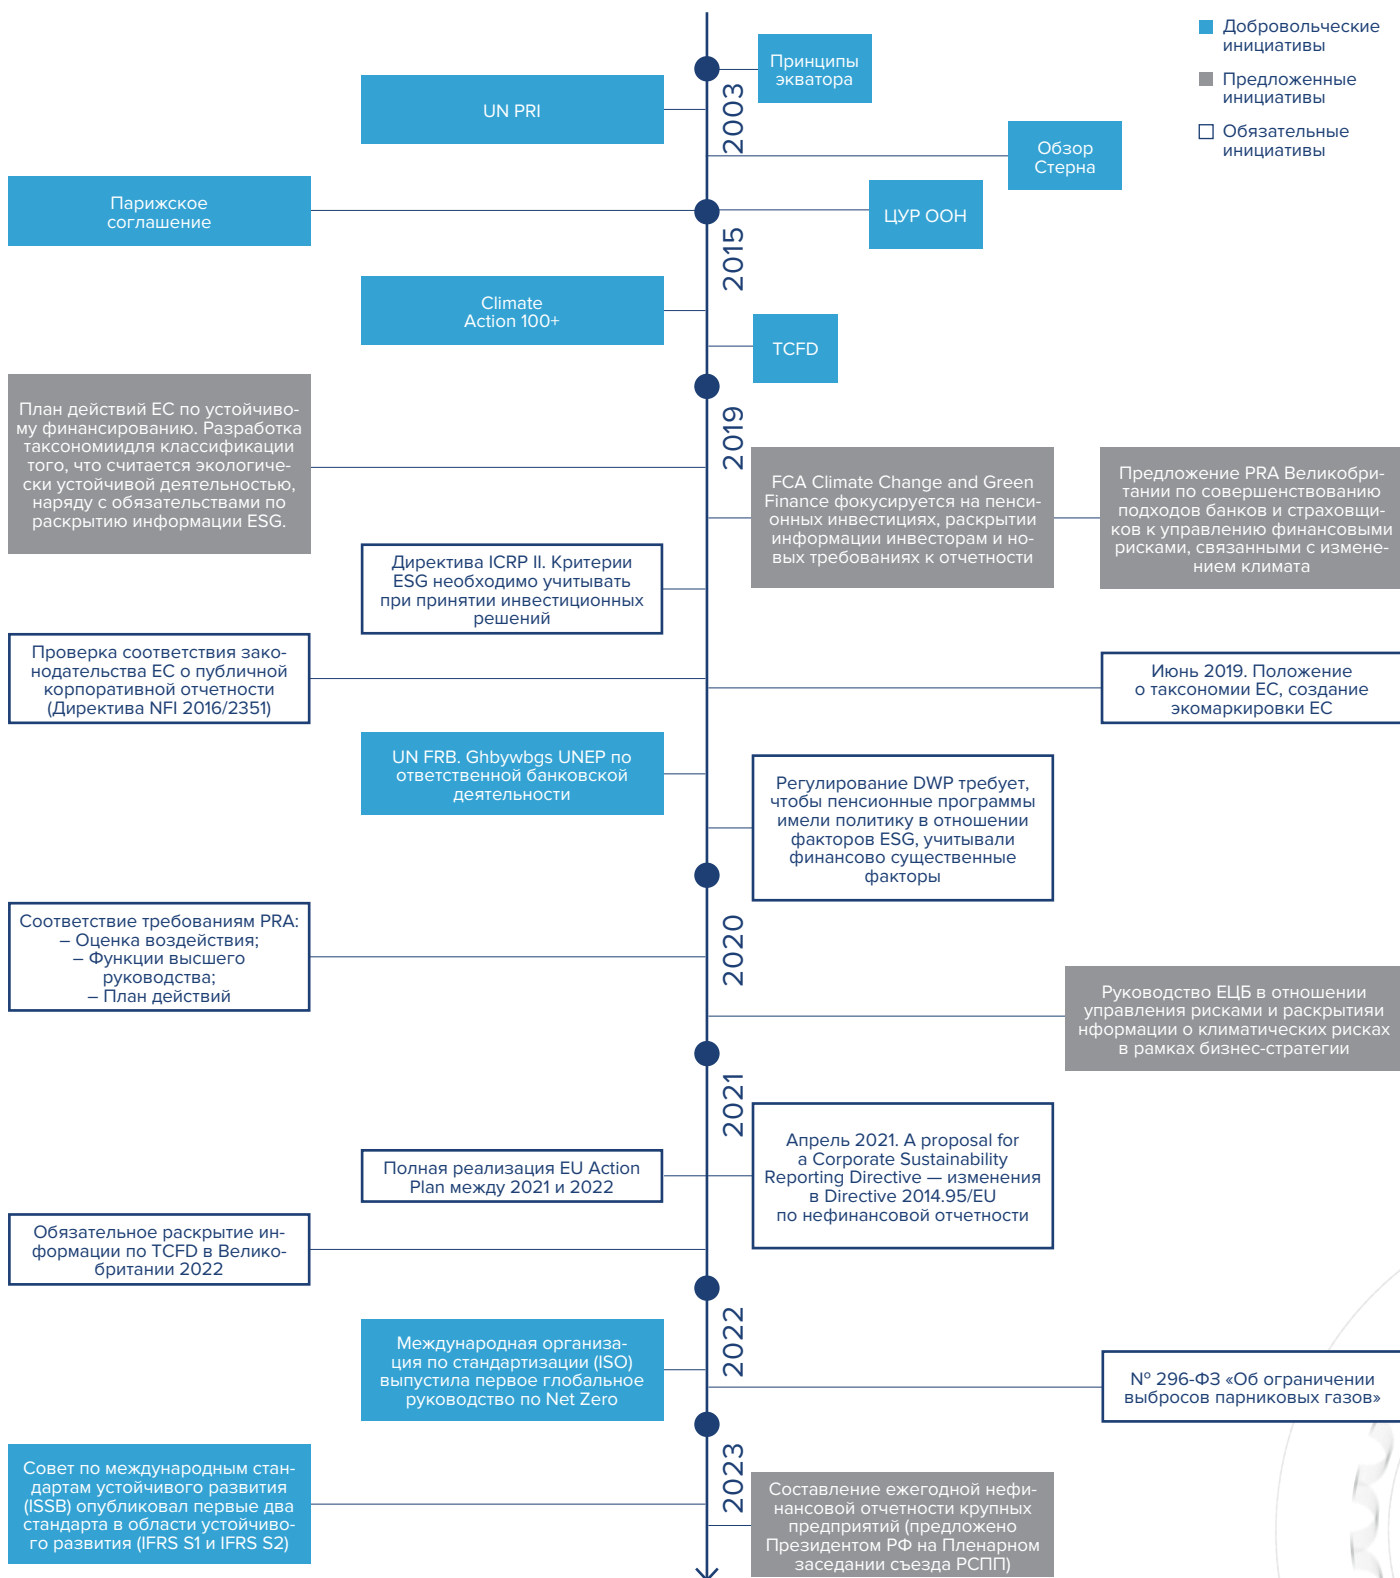 Добровольческие
инициативы
Предложенные
инициативы
Обязательные
инициативы
Принципы
экватора
2003
UN PRI
Обзор
Стерна
Парижское
соглашение
ЦУР ООН
2015
Climate
Action 100+
TCFD
2019
План действий ЕС по устойчиво-
му финансированию. Разработка
таксономиидля классификации
того, что считается экологиче-
ски устойчивой деятельностью,
наряду с обязательствами по
раскрытию информации ESG.
FCA Climate Change and Green
Finance фокусируется на пенси-
онных инвестициях, раскрытии
информации инвесторам и но-
вых требованиях к отчетности
Предложение PRA Великобри-
тании по совершенствованию
подходов банков и страховщи-
ков к управлению финансовыми
рисками, связанными с измене-
нием климата
Директива ICRP II. Критерии
ESG необходимо учитывать
при принятии инвестиционных
решений
Проверка соответствия зако-
нодательства ЕС о публичной
корпоративной отчетности
(Директива NFI 2016/2351)
Июнь 2019. Положение
о таксономии ЕС, создание
экомаркировки ЕС
UN FRB. Ghbywbgs UNEP по
ответственной банковской
деятельности
Регулирование DWP требует,
чтобы пенсионные программы
имели политику в отношении
факторов ESG, учитывали
финансово существенные
факторы
2020
Соответствие требованиям PRA:
– Оценка воздействия;
– Функции высшего
руководства;
– План действий
Руководство ЕЦБ в отношении
управления рисками и раскрытияи
нформации о климатических рисках
в рамках бизнес-стратегии
2021
Апрель 2021. A proposal for
a Corporate Sustainability
Reporting Directive — изменения
в Directive 2014.95/EU
по нефинансовой отчетности
Полная реализация EU Action
Plan между 2021 и 2022
Обязательное раскрытие ин-
формации по TCFD в Велико-
британии 2022
2022
Международная организа-
ция по стандартизации (ISO)
выпустила первое глобальное
руководство по Net Zero
№ 296-ФЗ «Об ограничении
выбросов парниковых газов»
2023
Совет по международным стан-
дартам устойчивого развития
(ISSB) опубликовал первые два
стандарта в области устойчиво-
го развития (IFRS S1 и IFRS S2)
Составление ежегодной нефи-
нансовой отчетности крупных
предприятий (предложено
Президентом РФ на Пленарном
заседании съезда РСПП)